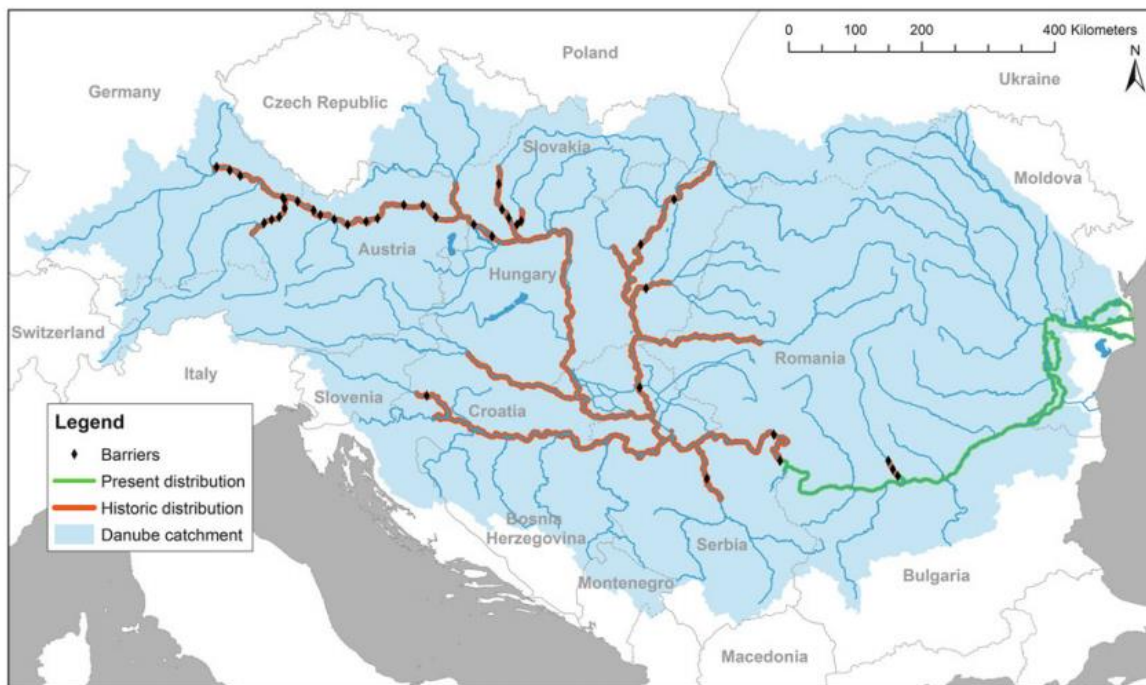 0 100 200 400 Kilometers
N
Poland
Ukraine
Germany
Czech Republic
Slovakia
Moldova
Austria
Hungary
Switzerland
Romania
Italy
Slovenia
Croatia
Legend
Barriers
Present distribution
Historic distribution
Danube catchment
Bosnia
Herzegovina
Serbia
Montenegro
Bulgaria
Macedonia